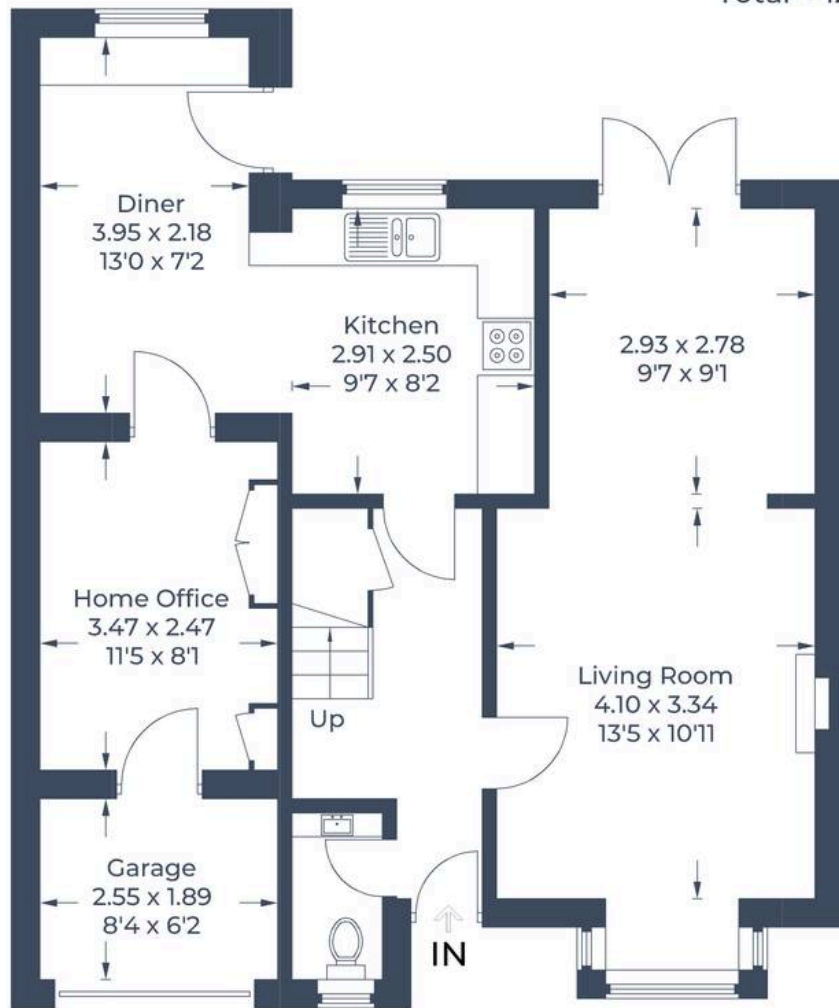 Diner
3.95 x 2.18
13'0 x 7'2
Kitchen
2.91 x 2.50
9'7 x 8'2
2.93 x 2.78
9'7 x 9'1
Home Office
3.47 x 2.47
11'5 x 8'1
Living Room
4.10 x 3.34
13'5 x 10'11
Up
Garage
2.55 x 1.89
8'4 x 6'2
IN